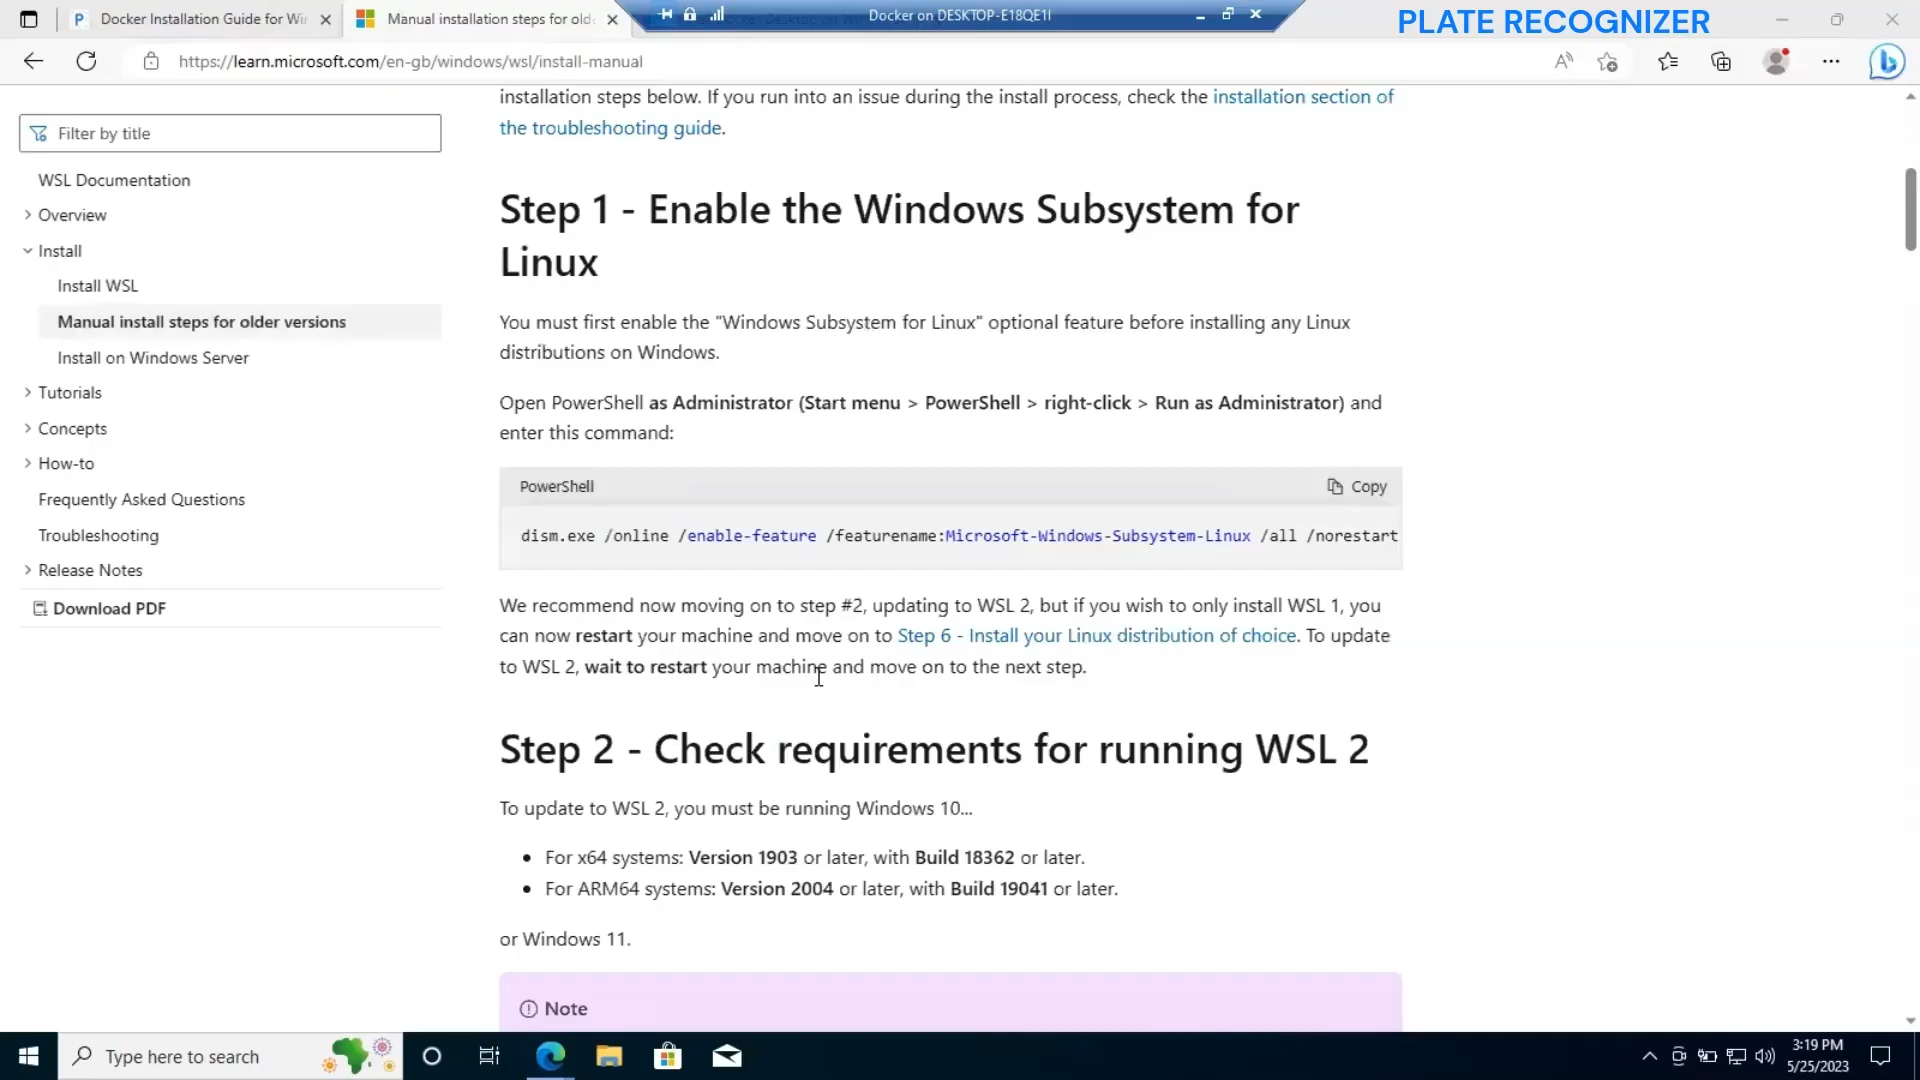 Docker Installation Guide for Wi
Manual installation steps for old
Docker on DESKTOP-E18QE1I
PLATE RECOGNIZER
https://learn.microsoft.com/en-gb/windows/wsl/install-manual
Filter by title
WSL Documentation
Overview
Install
Install WSL
Manual install steps for older versions
Install on Windows Server
Tutorials
Concepts
How-to
Frequently Asked Questions
Troubleshooting
Release Notes
Download PDF
installation steps below. If you run into an issue during the install process, check the installation section of
the troubleshooting guide.
Step 1 - Enable the Windows Subsystem for
Linux
You must first enable the "Windows Subsystem for Linux" optional feature before installing any Linux
distributions on Windows.
Open PowerShell as Administrator (Start menu > PowerShell > right-click > Run as Administrator) and
enter this command:
PowerShell
Copy
dism.exe /online /enable-feature /featurename:Microsoft-Windows-Subsystem-Linux /all /norestart
We recommend now moving on to step #2, updating to WSL 2, but if you wish to only install WSL 1, you
can now restart your machine and move on to Step 6 - Install your Linux distribution of choice. To update
to WSL 2, wait to restart your machine and move on to the next step.
Step 2 - Check requirements for running WSL 2
To update to WSL 2, you must be running Windows 10...
• For x64 systems: Version 1903 or later, with Build 18362 or later.
• For ARM64 systems: Version 2004 or later, with Build 19041 or later.
or Windows 11.
Note
Type here to search
3:19 PM
5/25/2023